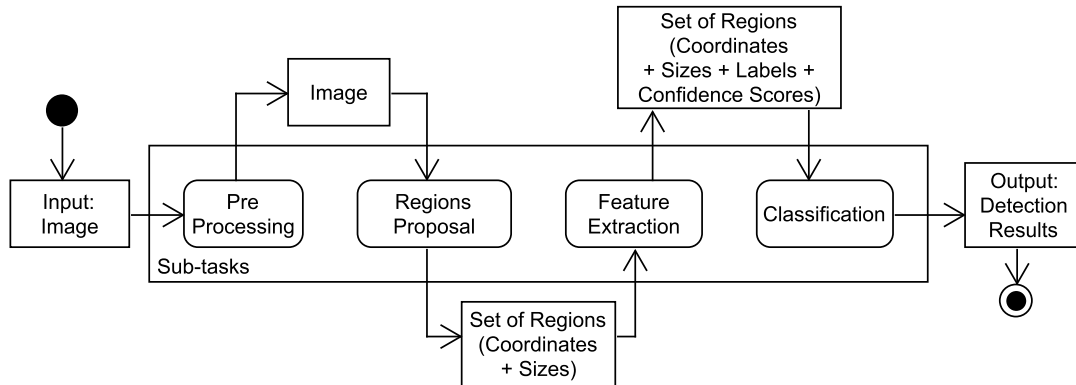 Set of Regions
(Coordinates
+ Sizes + Labels +
Confidence Scores)
Image
Input:
Image
Pre
Processing
Regions
Proposal
Feature
Extraction
Classification
Output:
Detection
Results
Sub-tasks
Set of Regions
(Coordinates
+ Sizes)